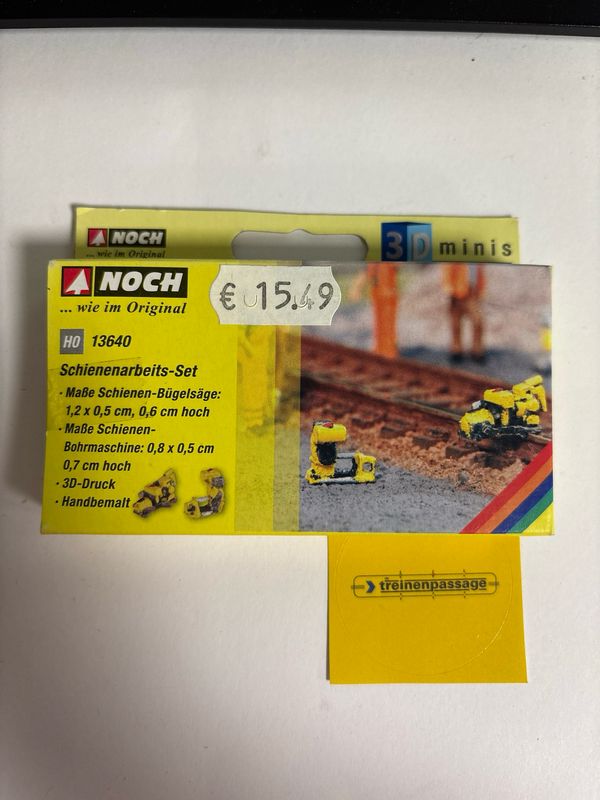 NOCH
... wie im Original
3D minis
NOCH
... wie im Original
€ 15.49
H0 13640
Schienenarbeits-Set
· Maße Schienen-Bügelsäge:
1,2 x 0,5 cm, 0,6 cm hoch
· Maße Schienen-
Bohrmaschine: 0,8 x 0,5 cm
0,7 cm hoch
· 3D-Druck
· Handbemalt
treinenpassage